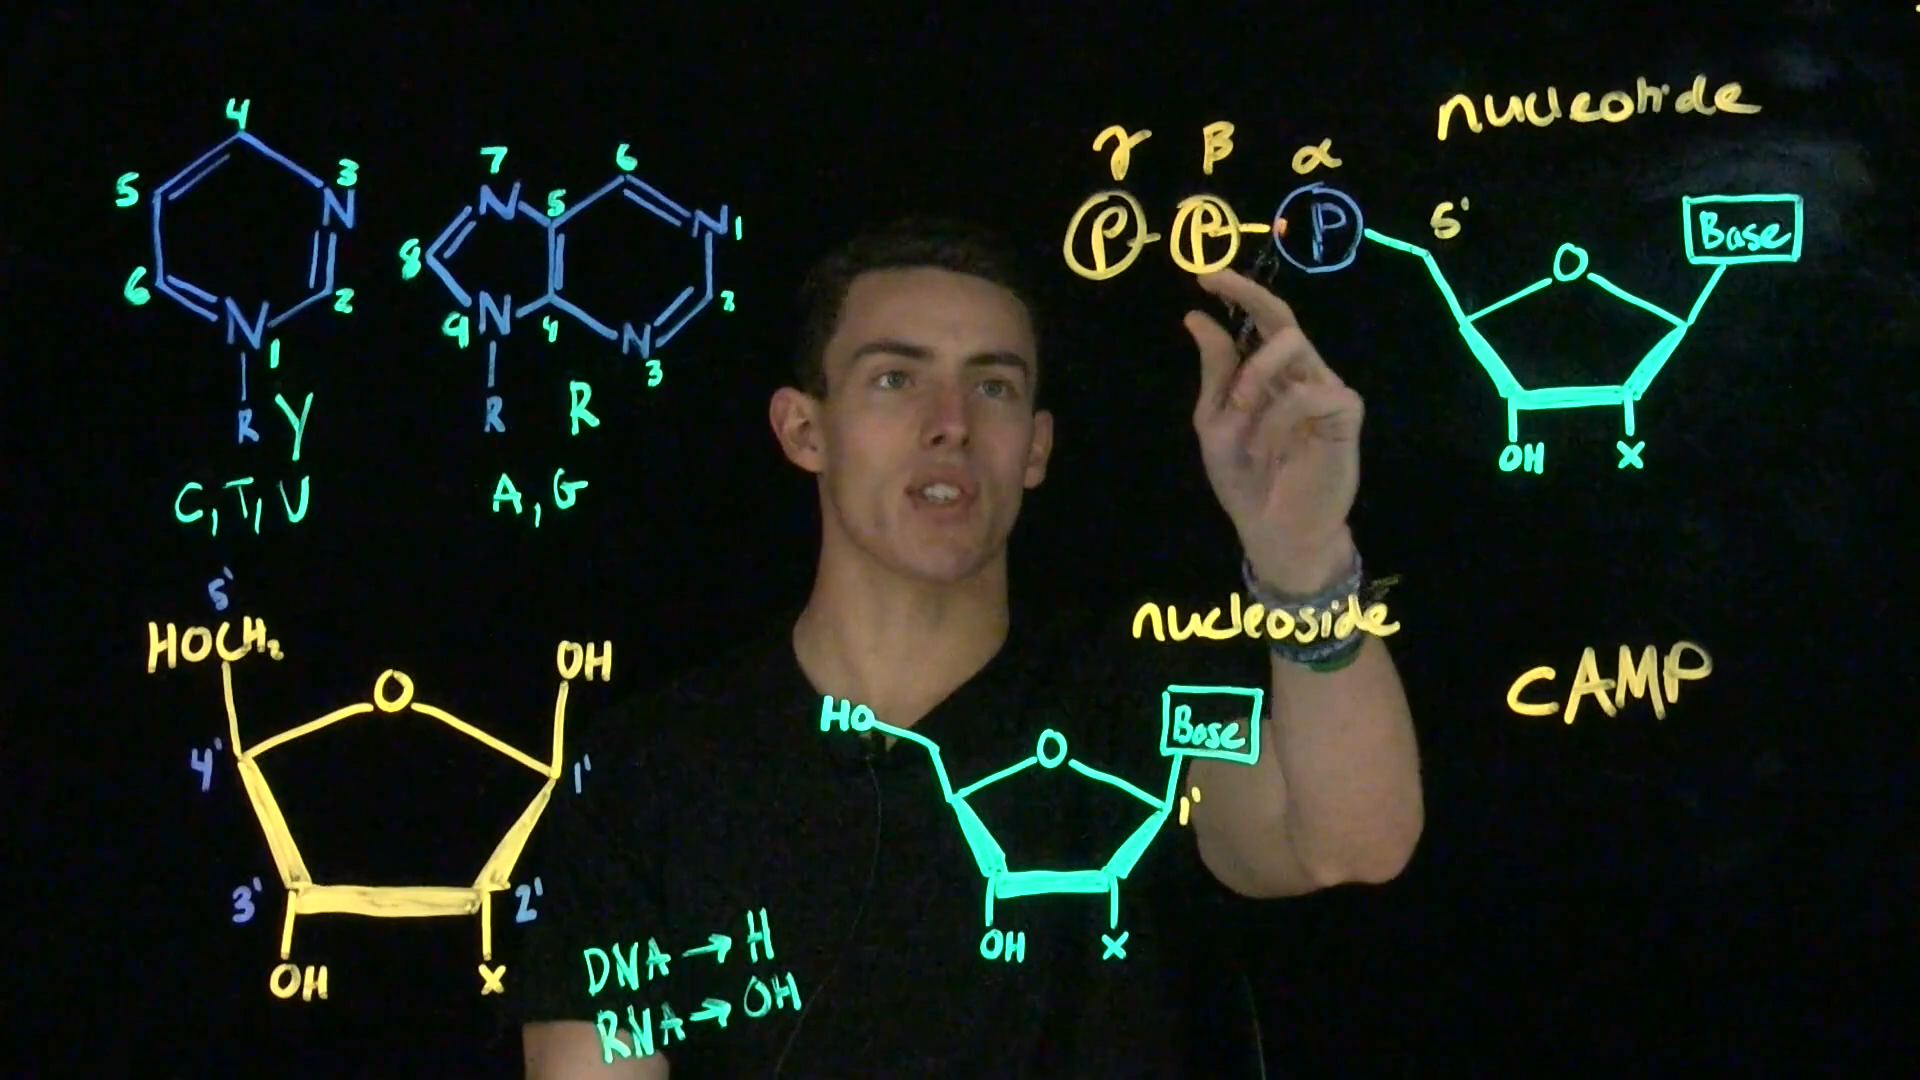 4
5
3
N
6
N
2
1
R
Y
C, T, U
7
6
N
5
N
1
8
9
N
4
2
N
3
R
R
A, G
nucleotide
γ β α
P P P
5'
O
Base
OH
X
5'
HOCH₂
OH
O
4'
1'
3'
2'
OH
X
DNA → H
RNA → OH
nucleoside
HO
O
Base
1'
OH
X
cAMP